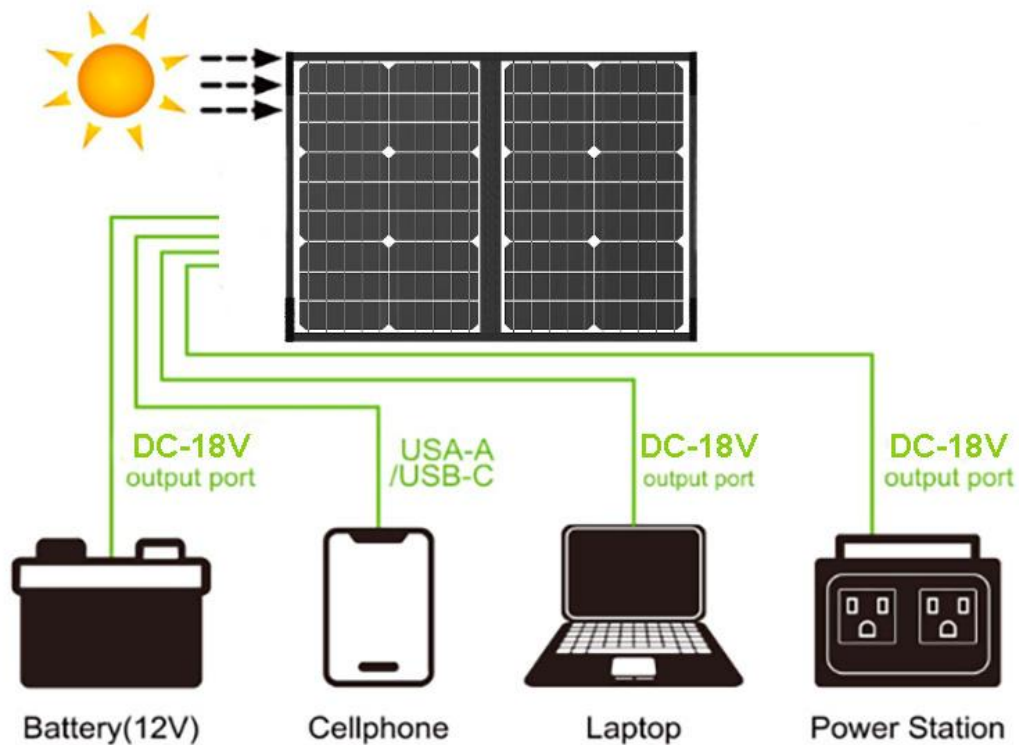 DC-18V
output port
USA-A
/USB-C
DC-18V
output port
DC-18V
output port
Battery(12V)
Cellphone
Laptop
Power Station